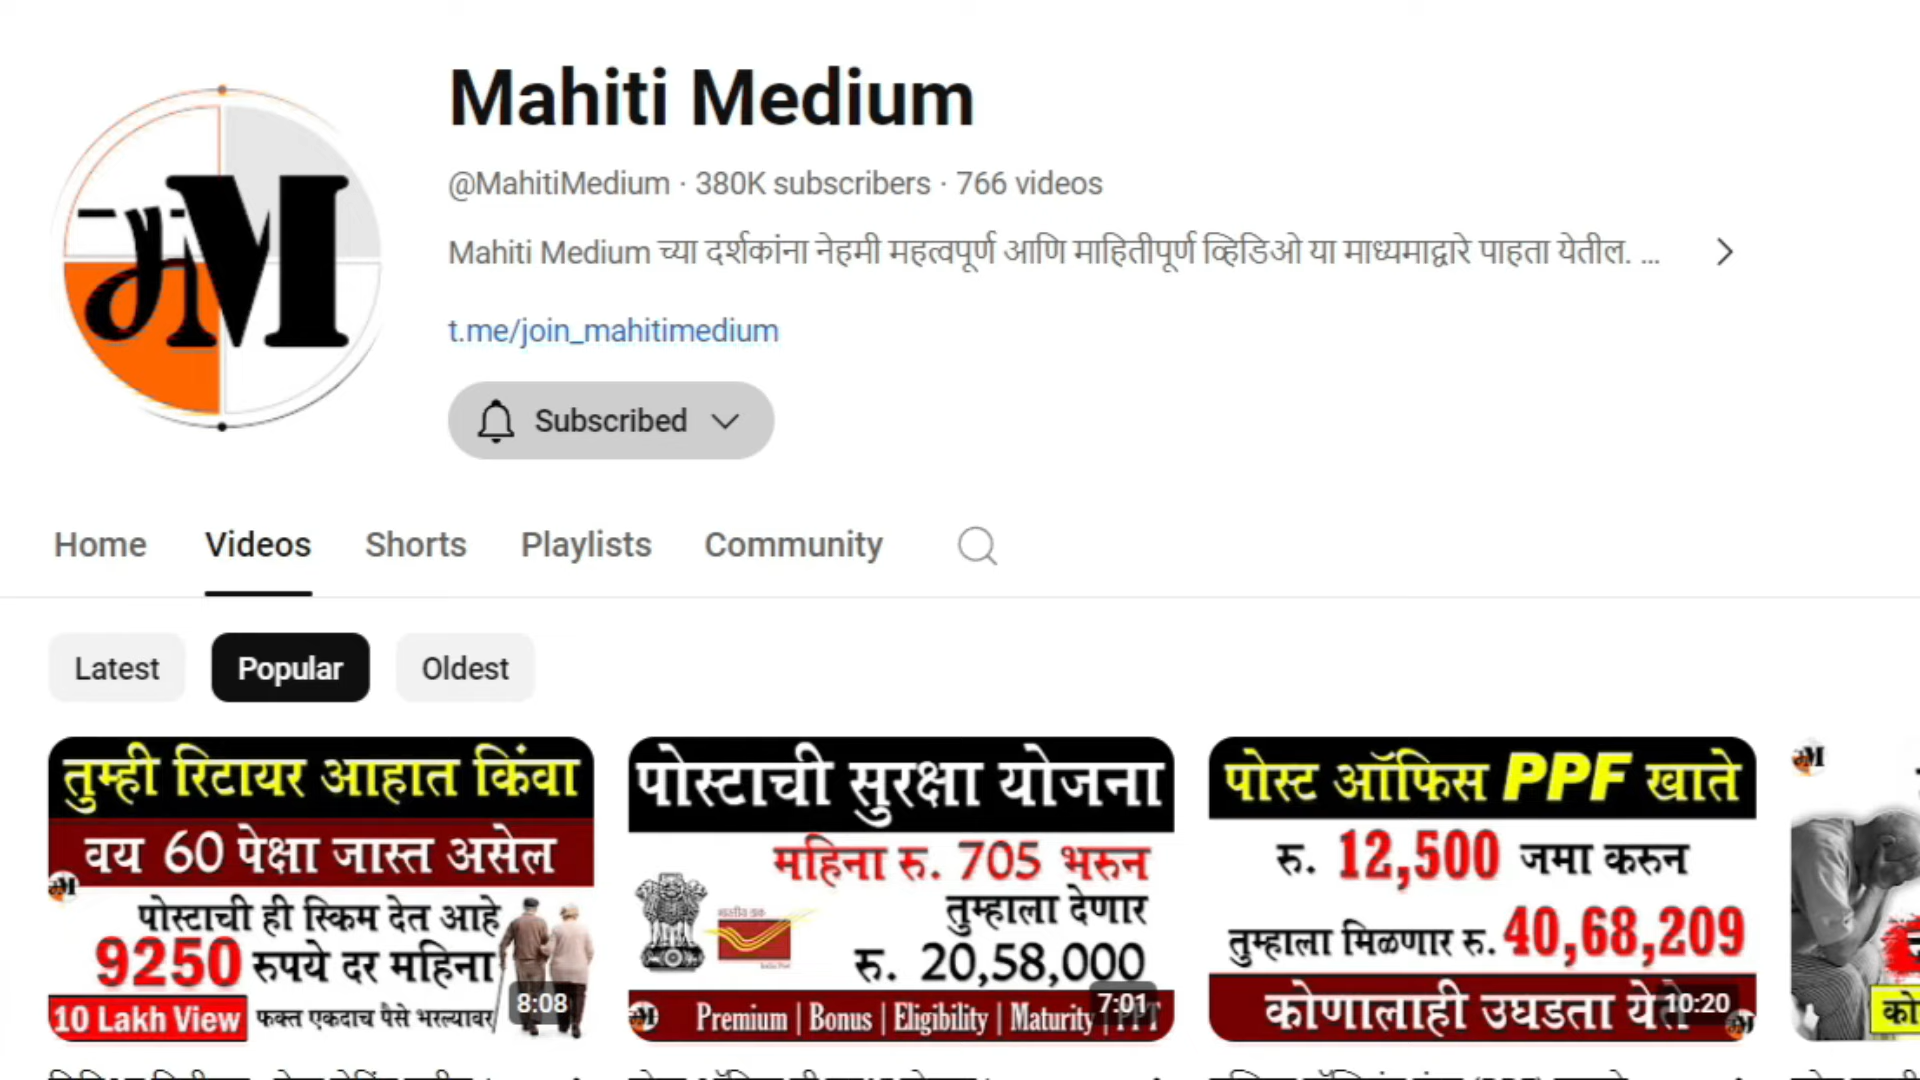 Mahiti Medium
@MahitiMedium · 380K subscribers · 766 videos
Mahiti Medium च्या दर्शकांना नेहमी महत्वपूर्ण आणि माहितीपूर्ण व्हिडिओ या माध्यमाद्वारे पाहता येतील. ...
t.me/join_mahitimedium
Subscribed
Home Videos Shorts Playlists Community
Latest Popular Oldest
तुम्ही रिटायर आहात किंवा
वय 60 पेक्षा जास्त असेल
पोस्टाची ही स्किम देत आहे
9250 रुपये दर महिना
10 Lakh View फक्त एकदाच पैसे भरल्यावर
8:08
पोस्टाची सुरक्षा योजना
महिना रु. 705 भरुन
तुम्हाला देणार
रु. 20,58,000
Premium | Bonus | Eligibility | Maturity |
7:01
पोस्ट ऑफिस PPF खाते
रु. 12,500 जमा करुन
तुम्हाला मिळणार रु. 40,68,209
कोणालाही उघडता येते
10:20
को